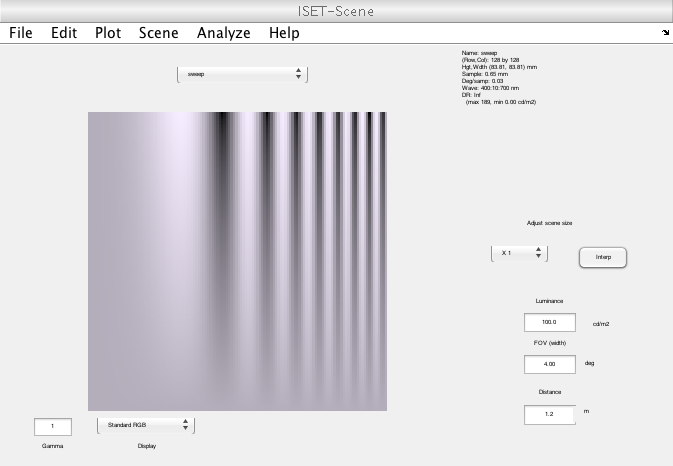 ISET-Scene
File Edit Plot Scene Analyze Help
Name: sweep
(Row,Col): 128 by 128
Hgt,Wdth (83.81, 83.81) mm
Sample: 0.65 mm
Deg/samp: 0.03
Wave: 400:10:700 nm
DR: Inf
(max 189, min 0.00 cd/m2)
sweep
Adjust scene size
X 1
Interp
Luminance
100.0 cd/m2
FOV (width)
4.00 deg
Distance
1.2 m
1 Standard RGB
Gamma Display